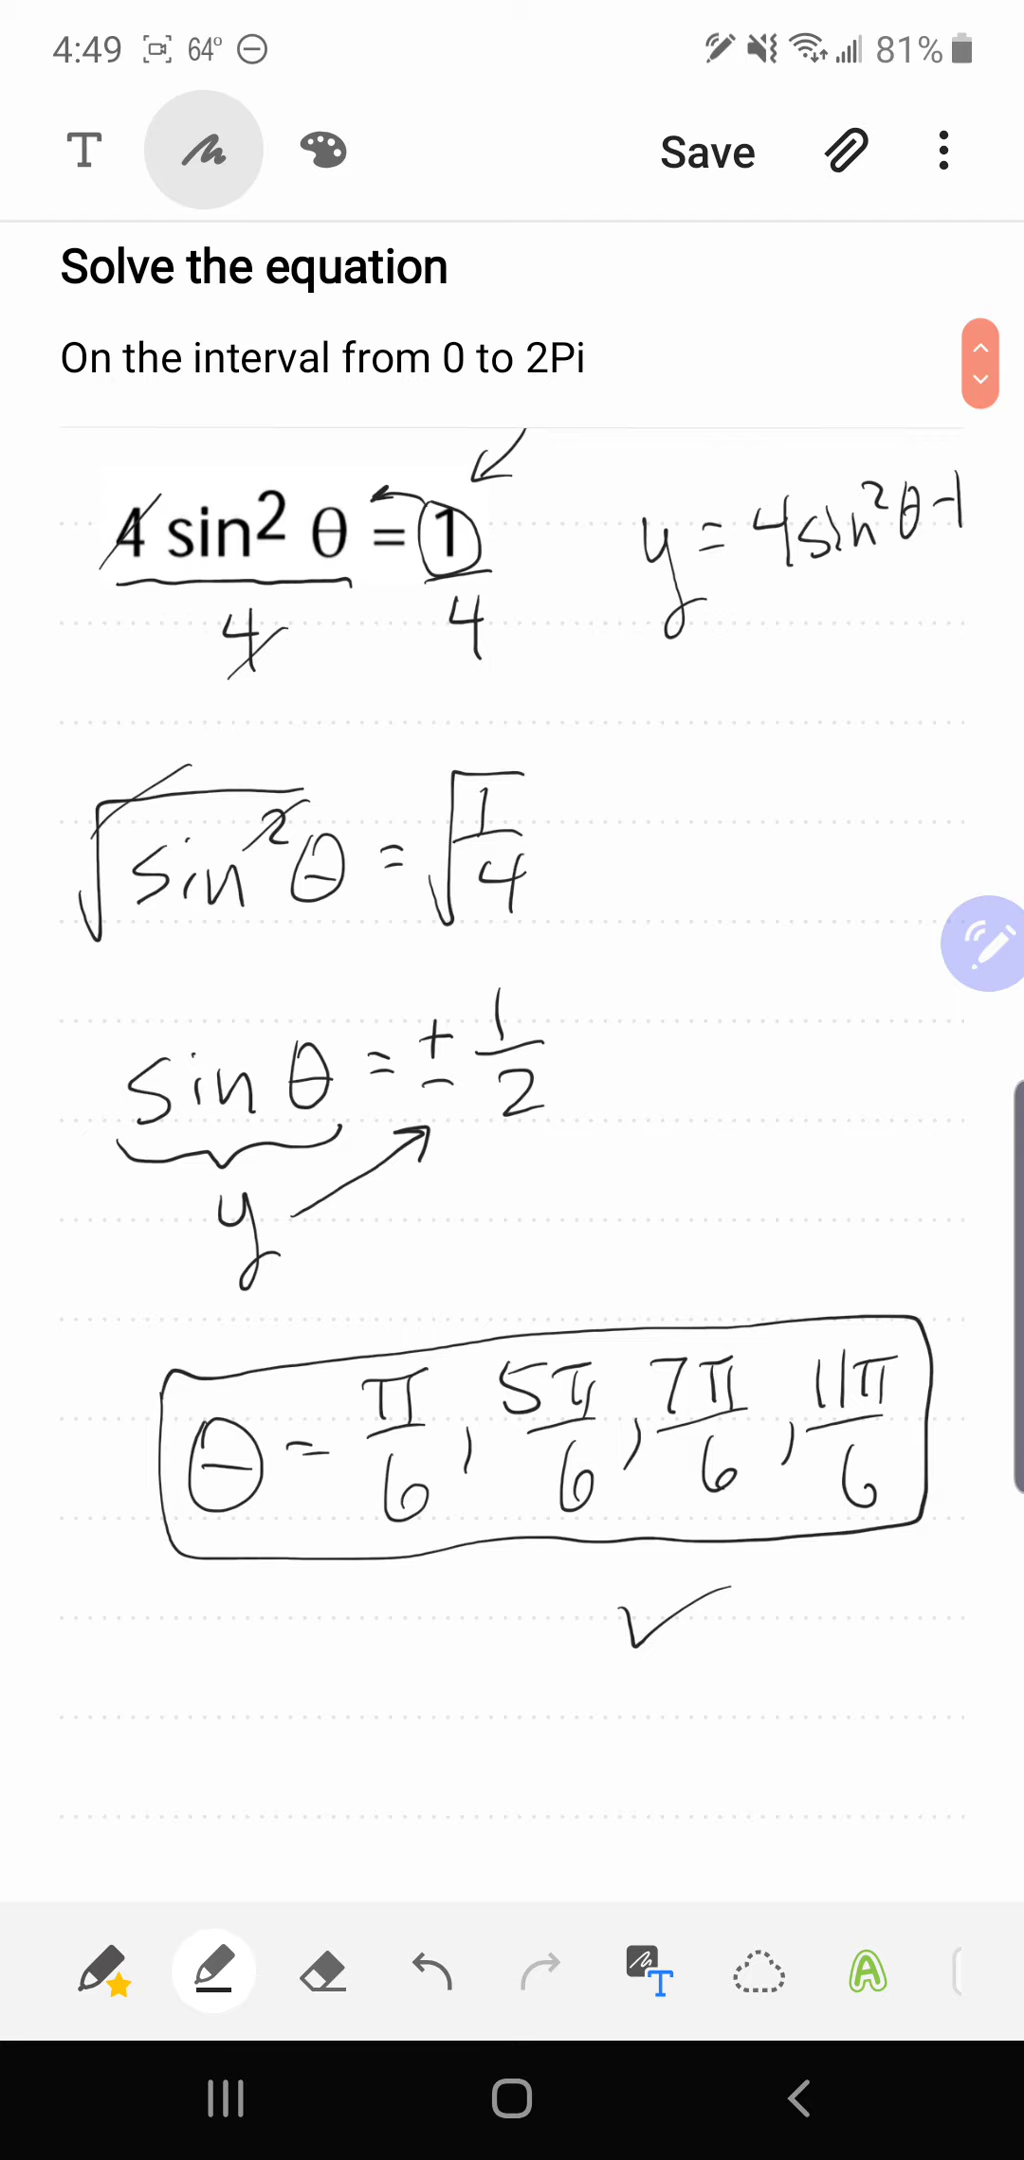 4:49 64° 81%
T Save
Solve the equation
On the interval from 0 to 2Pi
4 sin² θ = 1 y = 4sin²θ-1
4 4
√sin²θ = √1/4
sin θ = ± 1/2
y
θ = π/6, 5π/6, 7π/6, 11π/6
T A